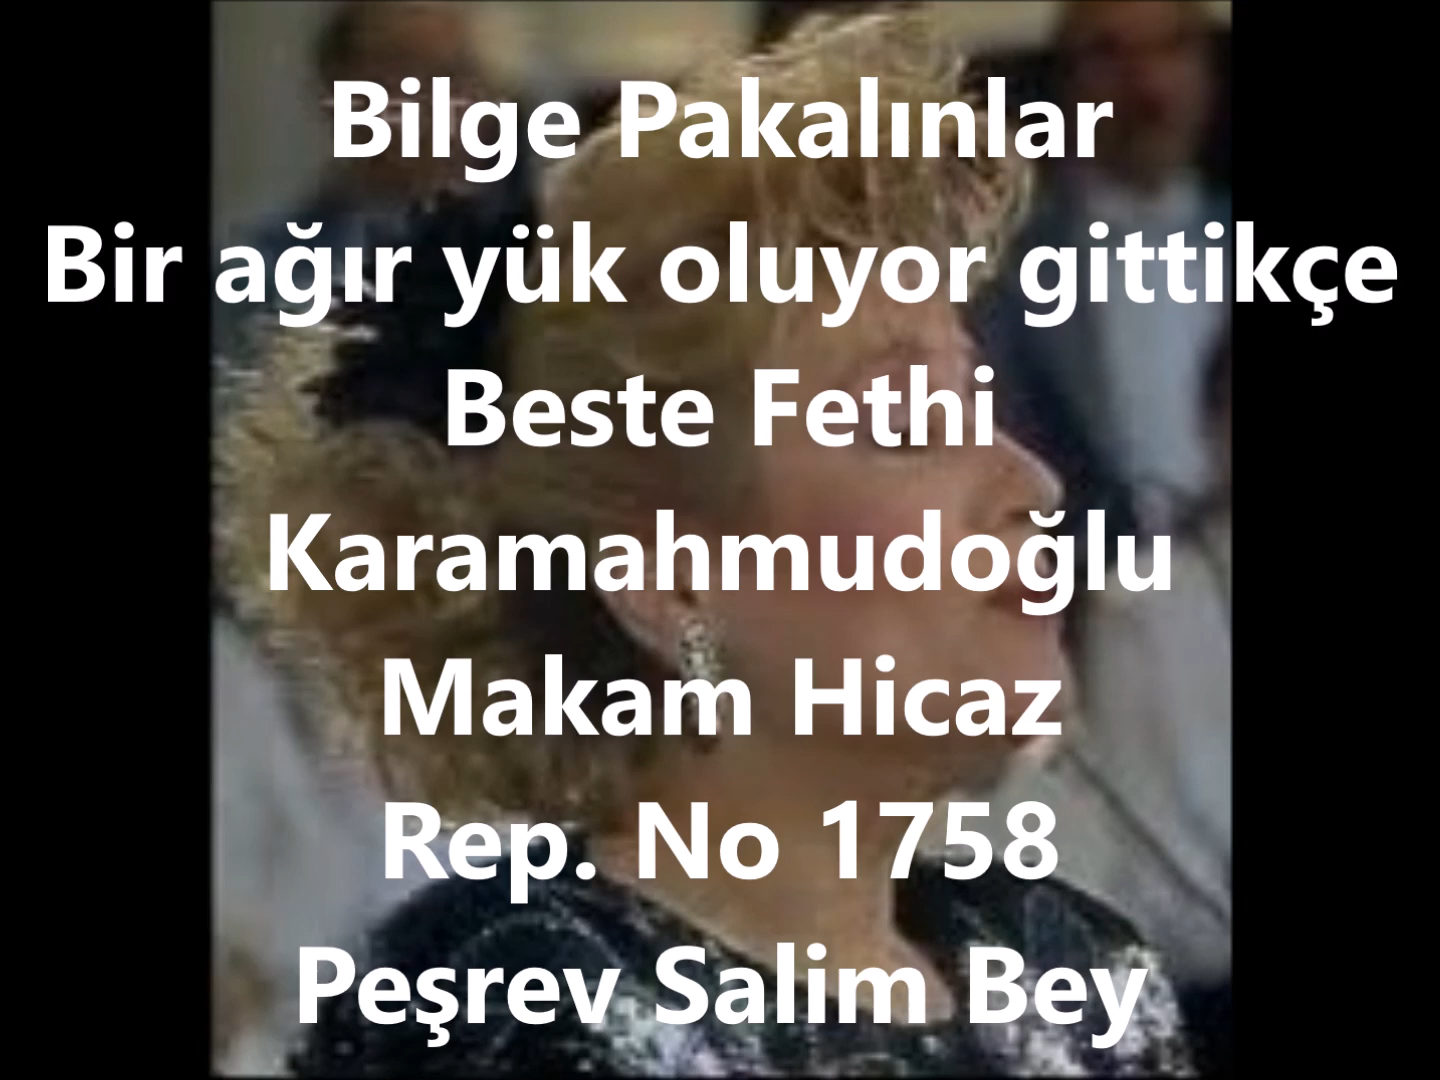 Bilge Pakalınlar
Bir ağır yük oluyor gittikçe
Beste Fethi
Karamahmudoğlu
Makam Hicaz
Rep. No 1758
Peşrev Salim Bey